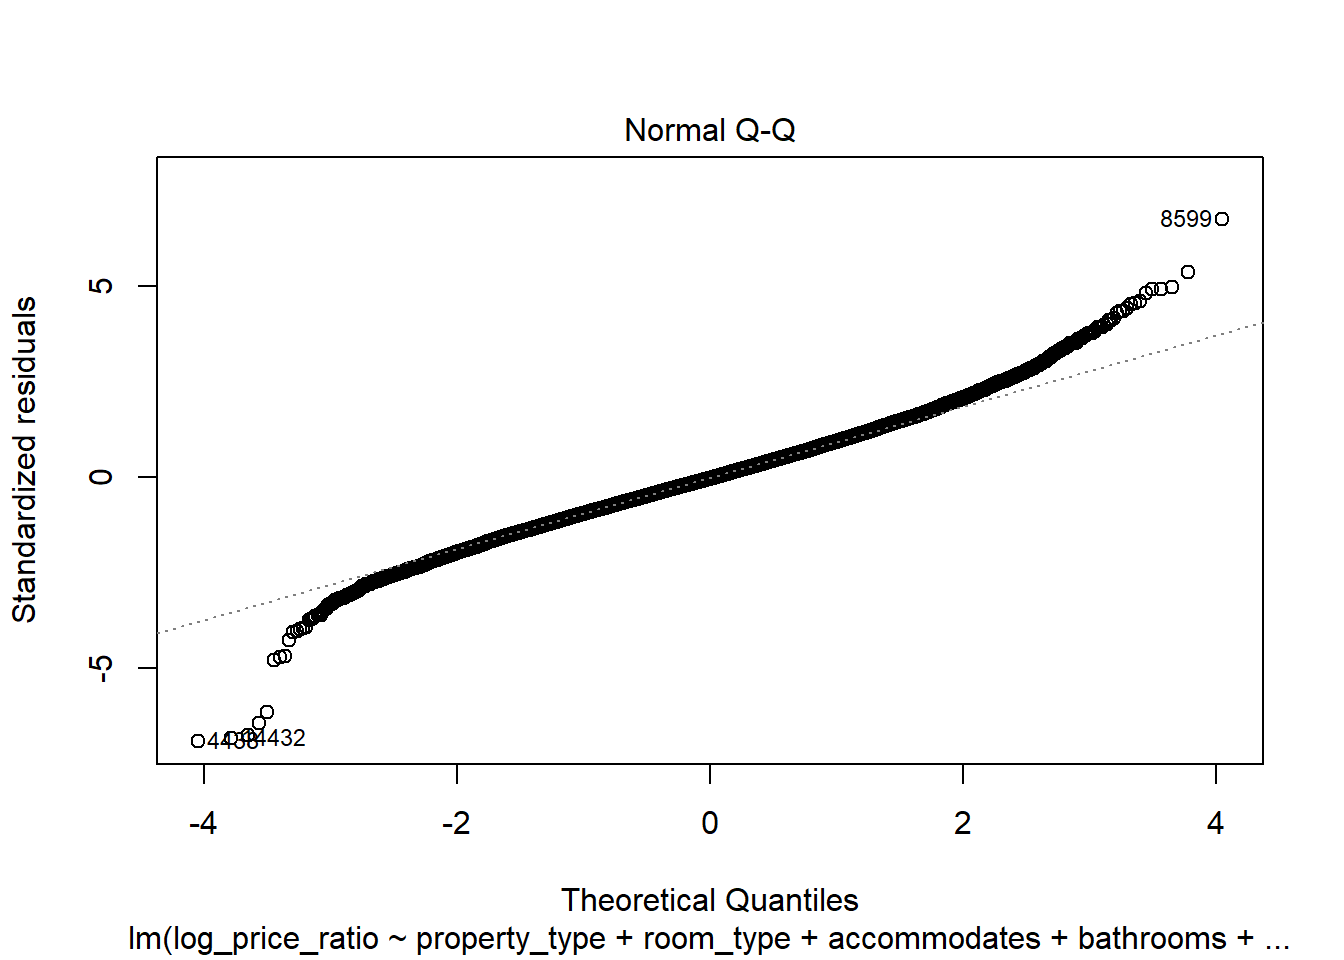 Normal Q-Q
Standardized residuals
5
0
-5
8599
4432
-4
-2
0
2
4
Theoretical Quantiles
lm(log_price_ratio ~ property_type + room_type + accommodates + bathrooms + ...